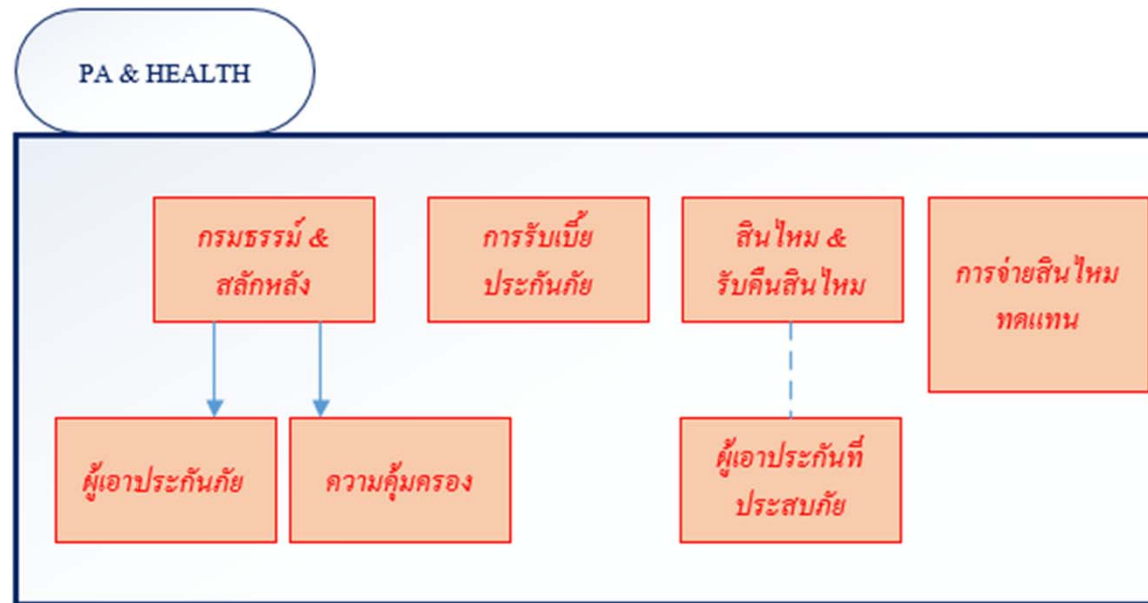 PA & HEALTH
กรมธรรม์ &
สลักหลัง
การรับเบี้ย
ประกันภัย
สินไหม &
รับคืนสินไหม
การจ่ายสินไหม
ทดแทน
ผู้เอาประกันภัย
ความคุ้มครอง
ผู้เอาประกันที่
ประสบภัย